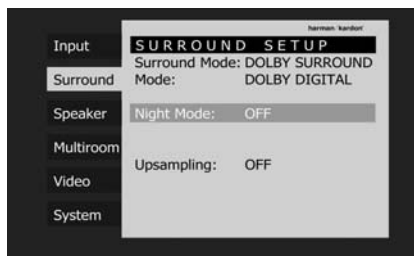 harman/kardon
Input
Surround
Speaker
Multiroom
Video
System
SURROUND SETUP
Surround Mode: DOLBY SURROUND
Mode: DOLBY DIGITAL
Night Mode: OFF
Upsampling: OFF